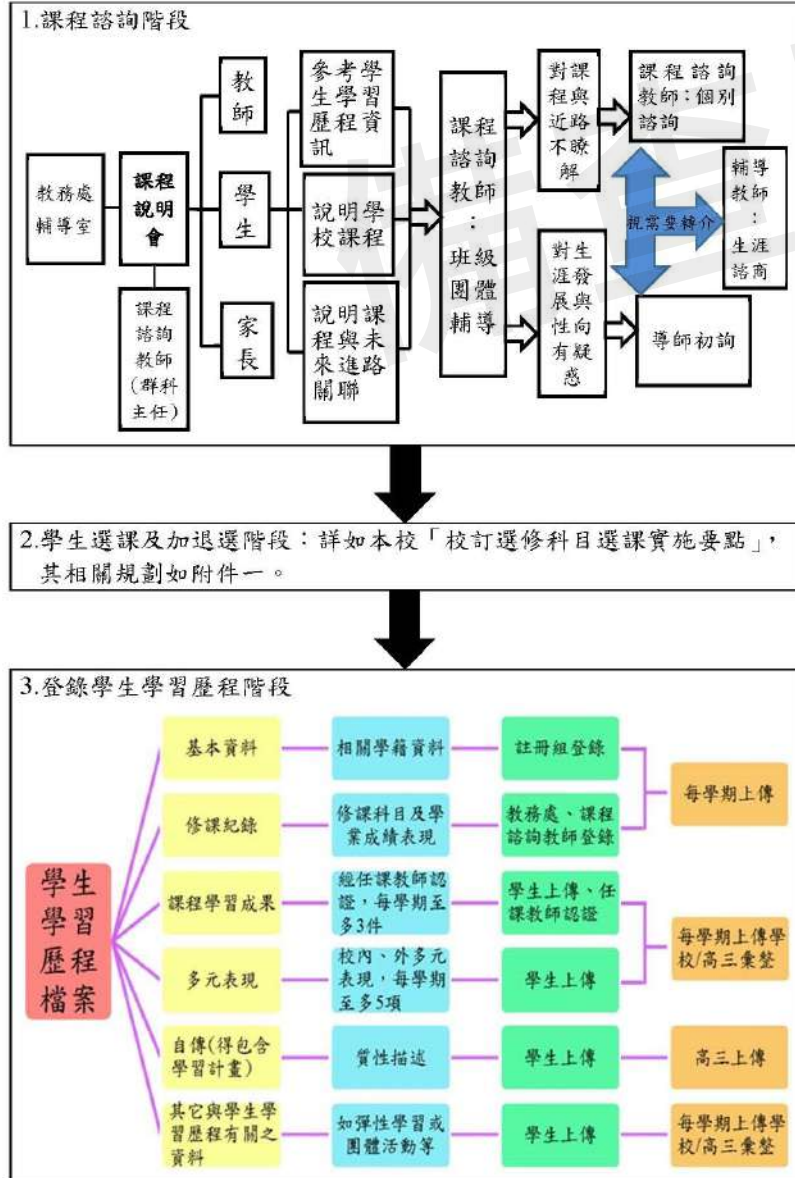 1.課程諮詢階段
教務處
輔導室
課程
說明
會
課程
諮詢
教師
(群科
主任)
教
師
學
生
家
長
參考學
生學習
歷程資
訊
說明學
校課程
說明課
程與未
來進路
關聯
課程
諮詢
教師
：
班級
團體
輔導
對課
程與
近路
不瞭
解
對生
涯發
展與
性向
有疑
惑
課程諮詢
教師：個別
諮詢
視需要轉介
輔導
教師
：
生涯
諮商
導師初詢
2.學生選課及加退選階段：詳如本校「校訂選修科目選課實施要點」，
其相關規劃如附件一。
3.登錄學生學習歷程階段
學生
學習
歷程
檔案
基本資料
相關學籍資料
註冊組登錄
每學期上傳
修課紀錄
修課科目及學
業成績表現
教務處、課程
諮詢教師登錄
課程學習成果
經任課教師認
證，每學期至
多3件
學生上傳、任
課教師認證
每學期上傳學
校/高三彙整
多元表現
校內、外多元
表現，每學期
至多5項
學生上傳
自傳(得包含
學習計畫)
質性描述
學生上傳
高三上傳
其它與學生學
習歷程有關之
資料
如彈性學習或
團體活動等
學生上傳
每學期上傳學
校/高三彙整
備查